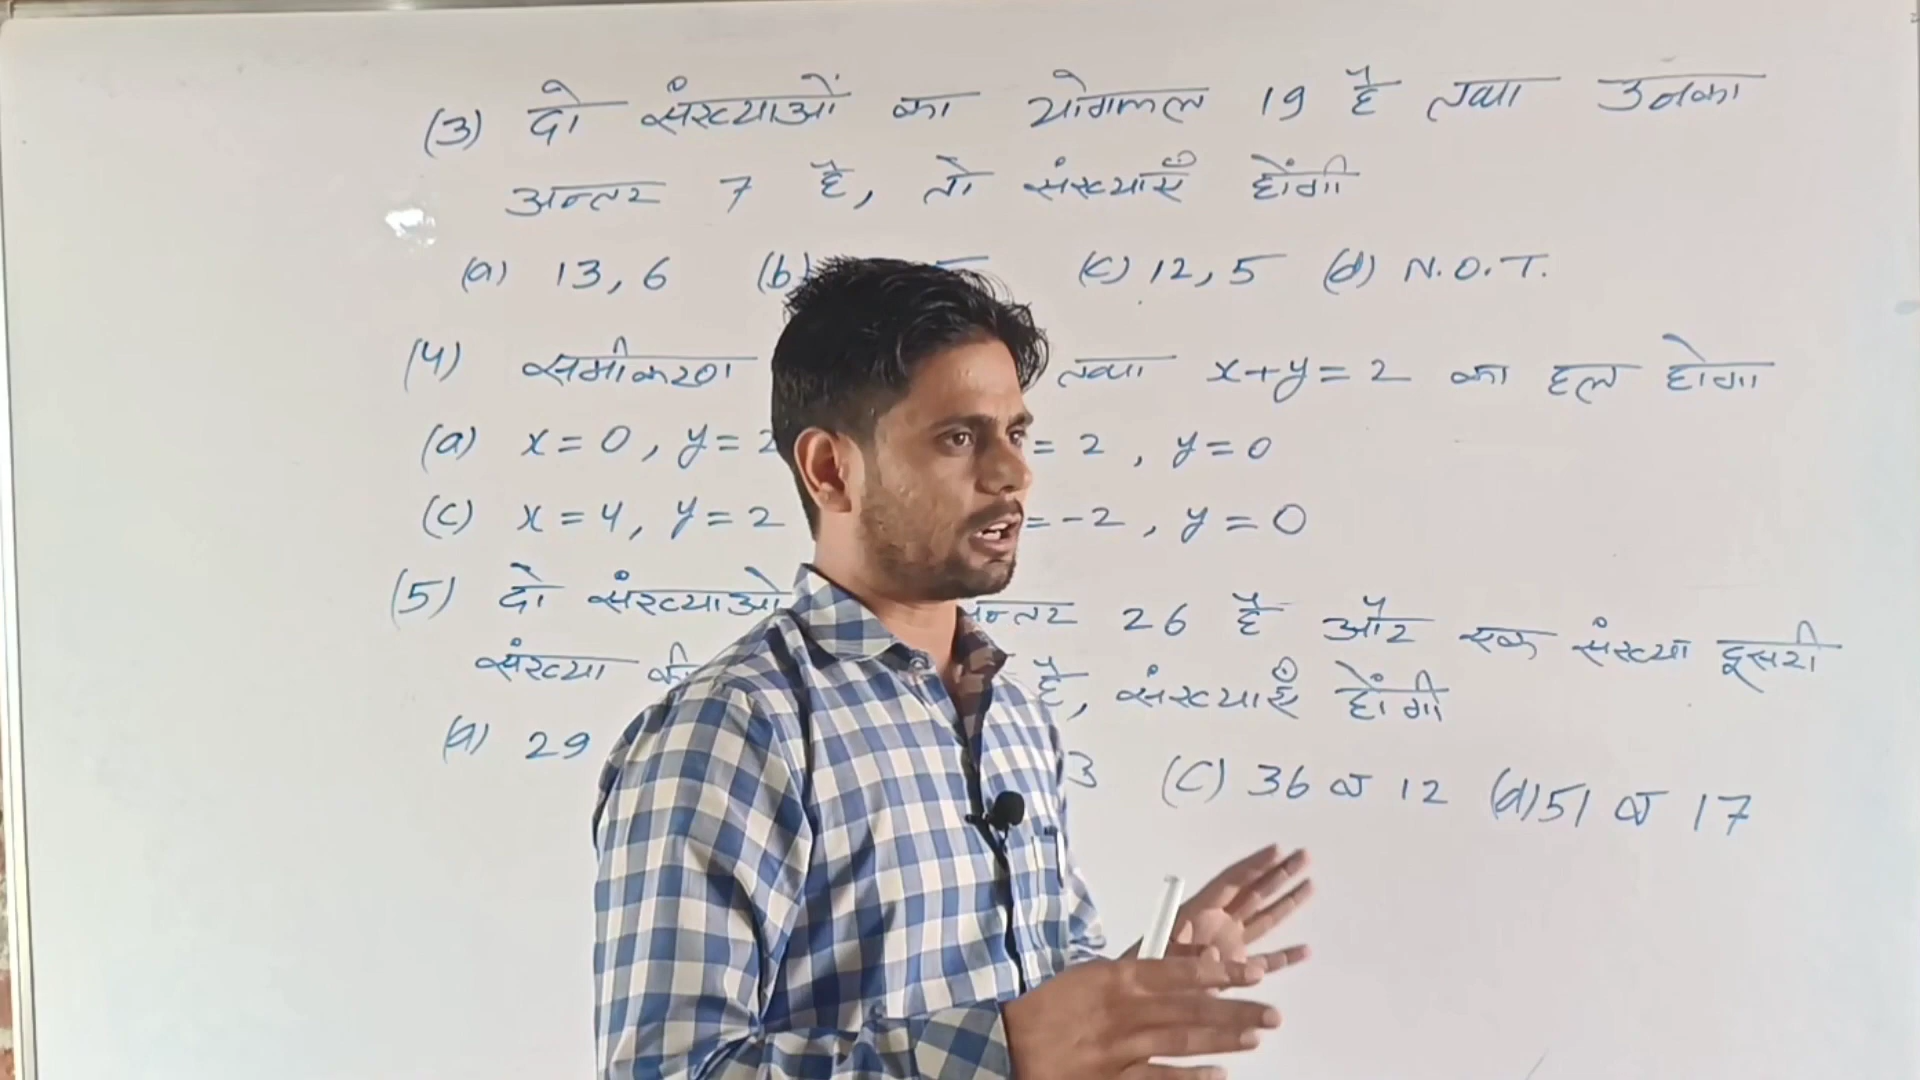 (3) दो संख्याओं का योगफल 19 है तथा उनका
अन्तर 7 है, तो संख्याएँ होंगी
(a) 13, 6 (b) (c) 12, 5 (d) N.O.T.
(4) समीकरण तथा x+y=2 का हल होगा
(a) x=0, y=2 = 2, y=0
(c) x=4, y=2 =-2, y=0
(5) दो संख्याओं अन्तर 26 है और एक संख्या दूसरी
संख्या की है, संख्याएँ होंगी
(a) 29 3 (C) 36 व 12 (d) 51 व 17